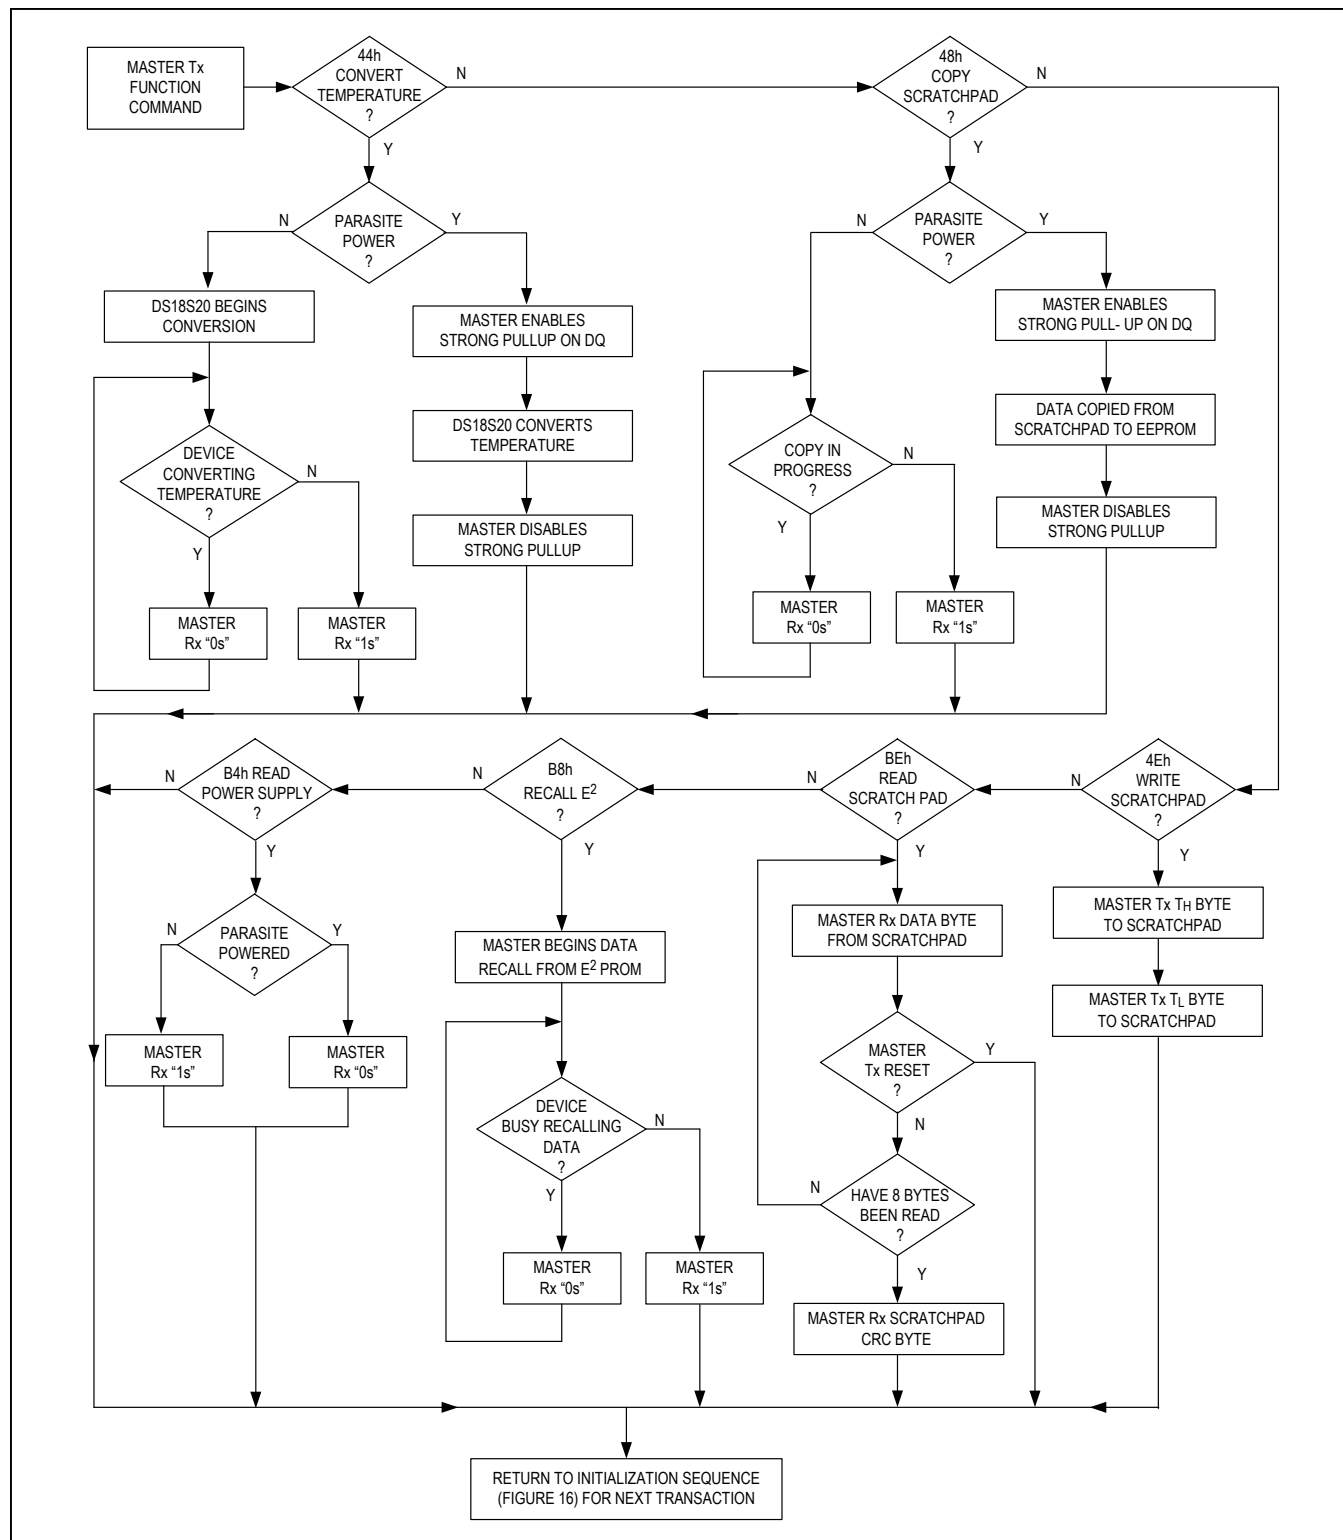 MASTER Tx
FUNCTION
COMMAND
44h
CONVERT
TEMPERATURE
?
N
Y
48h
COPY
SCRATCHPAD
?
N
Y
PARASITE
POWER
?
N
Y
PARASITE
POWER
?
N
Y
DS18S20 BEGINS
CONVERSION
MASTER ENABLES
STRONG PULLUP ON DQ
MASTER ENABLES
STRONG PULL- UP ON DQ
DEVICE
CONVERTING
TEMPERATURE
?
N
Y
DS18S20 CONVERTS
TEMPERATURE
COPY IN
PROGRESS
?
N
Y
DATA COPIED FROM
SCRATCHPAD TO EEPROM
MASTER DISABLES
STRONG PULLUP
MASTER DISABLES
STRONG PULLUP
MASTER
Rx “0s”
MASTER
Rx “1s”
MASTER
Rx “0s”
MASTER
Rx “1s”
B4h READ
POWER SUPPLY
?
N
Y
B8h
RECALL E²
?
N
Y
BEh
READ
SCRATCH PAD
?
N
Y
4Eh
WRITE
SCRATCHPAD
?
N
Y
PARASITE
POWERED
?
N
Y
MASTER BEGINS DATA
RECALL FROM E² PROM
MASTER Rx DATA BYTE
FROM SCRATCHPAD
MASTER Tx TH BYTE
TO SCRATCHPAD
MASTER Tx TL BYTE
TO SCRATCHPAD
MASTER
Rx “1s”
MASTER
Rx “0s”
MASTER
Tx RESET
?
Y
N
DEVICE
BUSY RECALLING
DATA
?
N
Y
HAVE 8 BYTES
BEEN READ
?
N
Y
MASTER
Rx “0s”
MASTER
Rx “1s”
MASTER Rx SCRATCHPAD
CRC BYTE
RETURN TO INITIALIZATION SEQUENCE
(FIGURE 16) FOR NEXT TRANSACTION